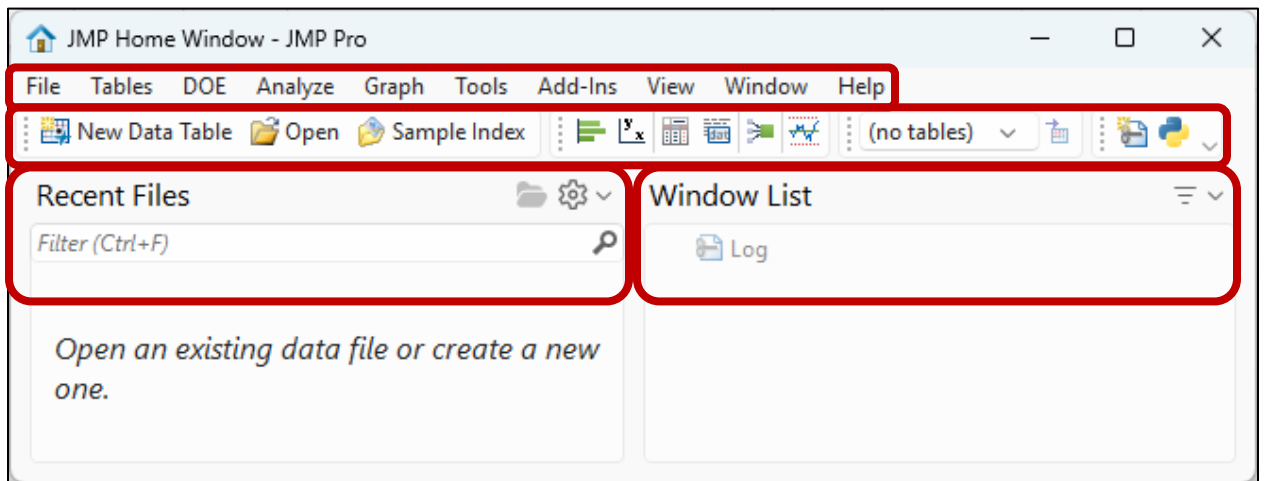 JMP Home Window - JMP Pro
File Tables DOE Analyze Graph Tools Add-Ins View Window Help
New Data Table Open Sample Index (no tables)
Recent Files
Filter (Ctrl+F)
Open an existing data file or create a new
one.
Window List
Log